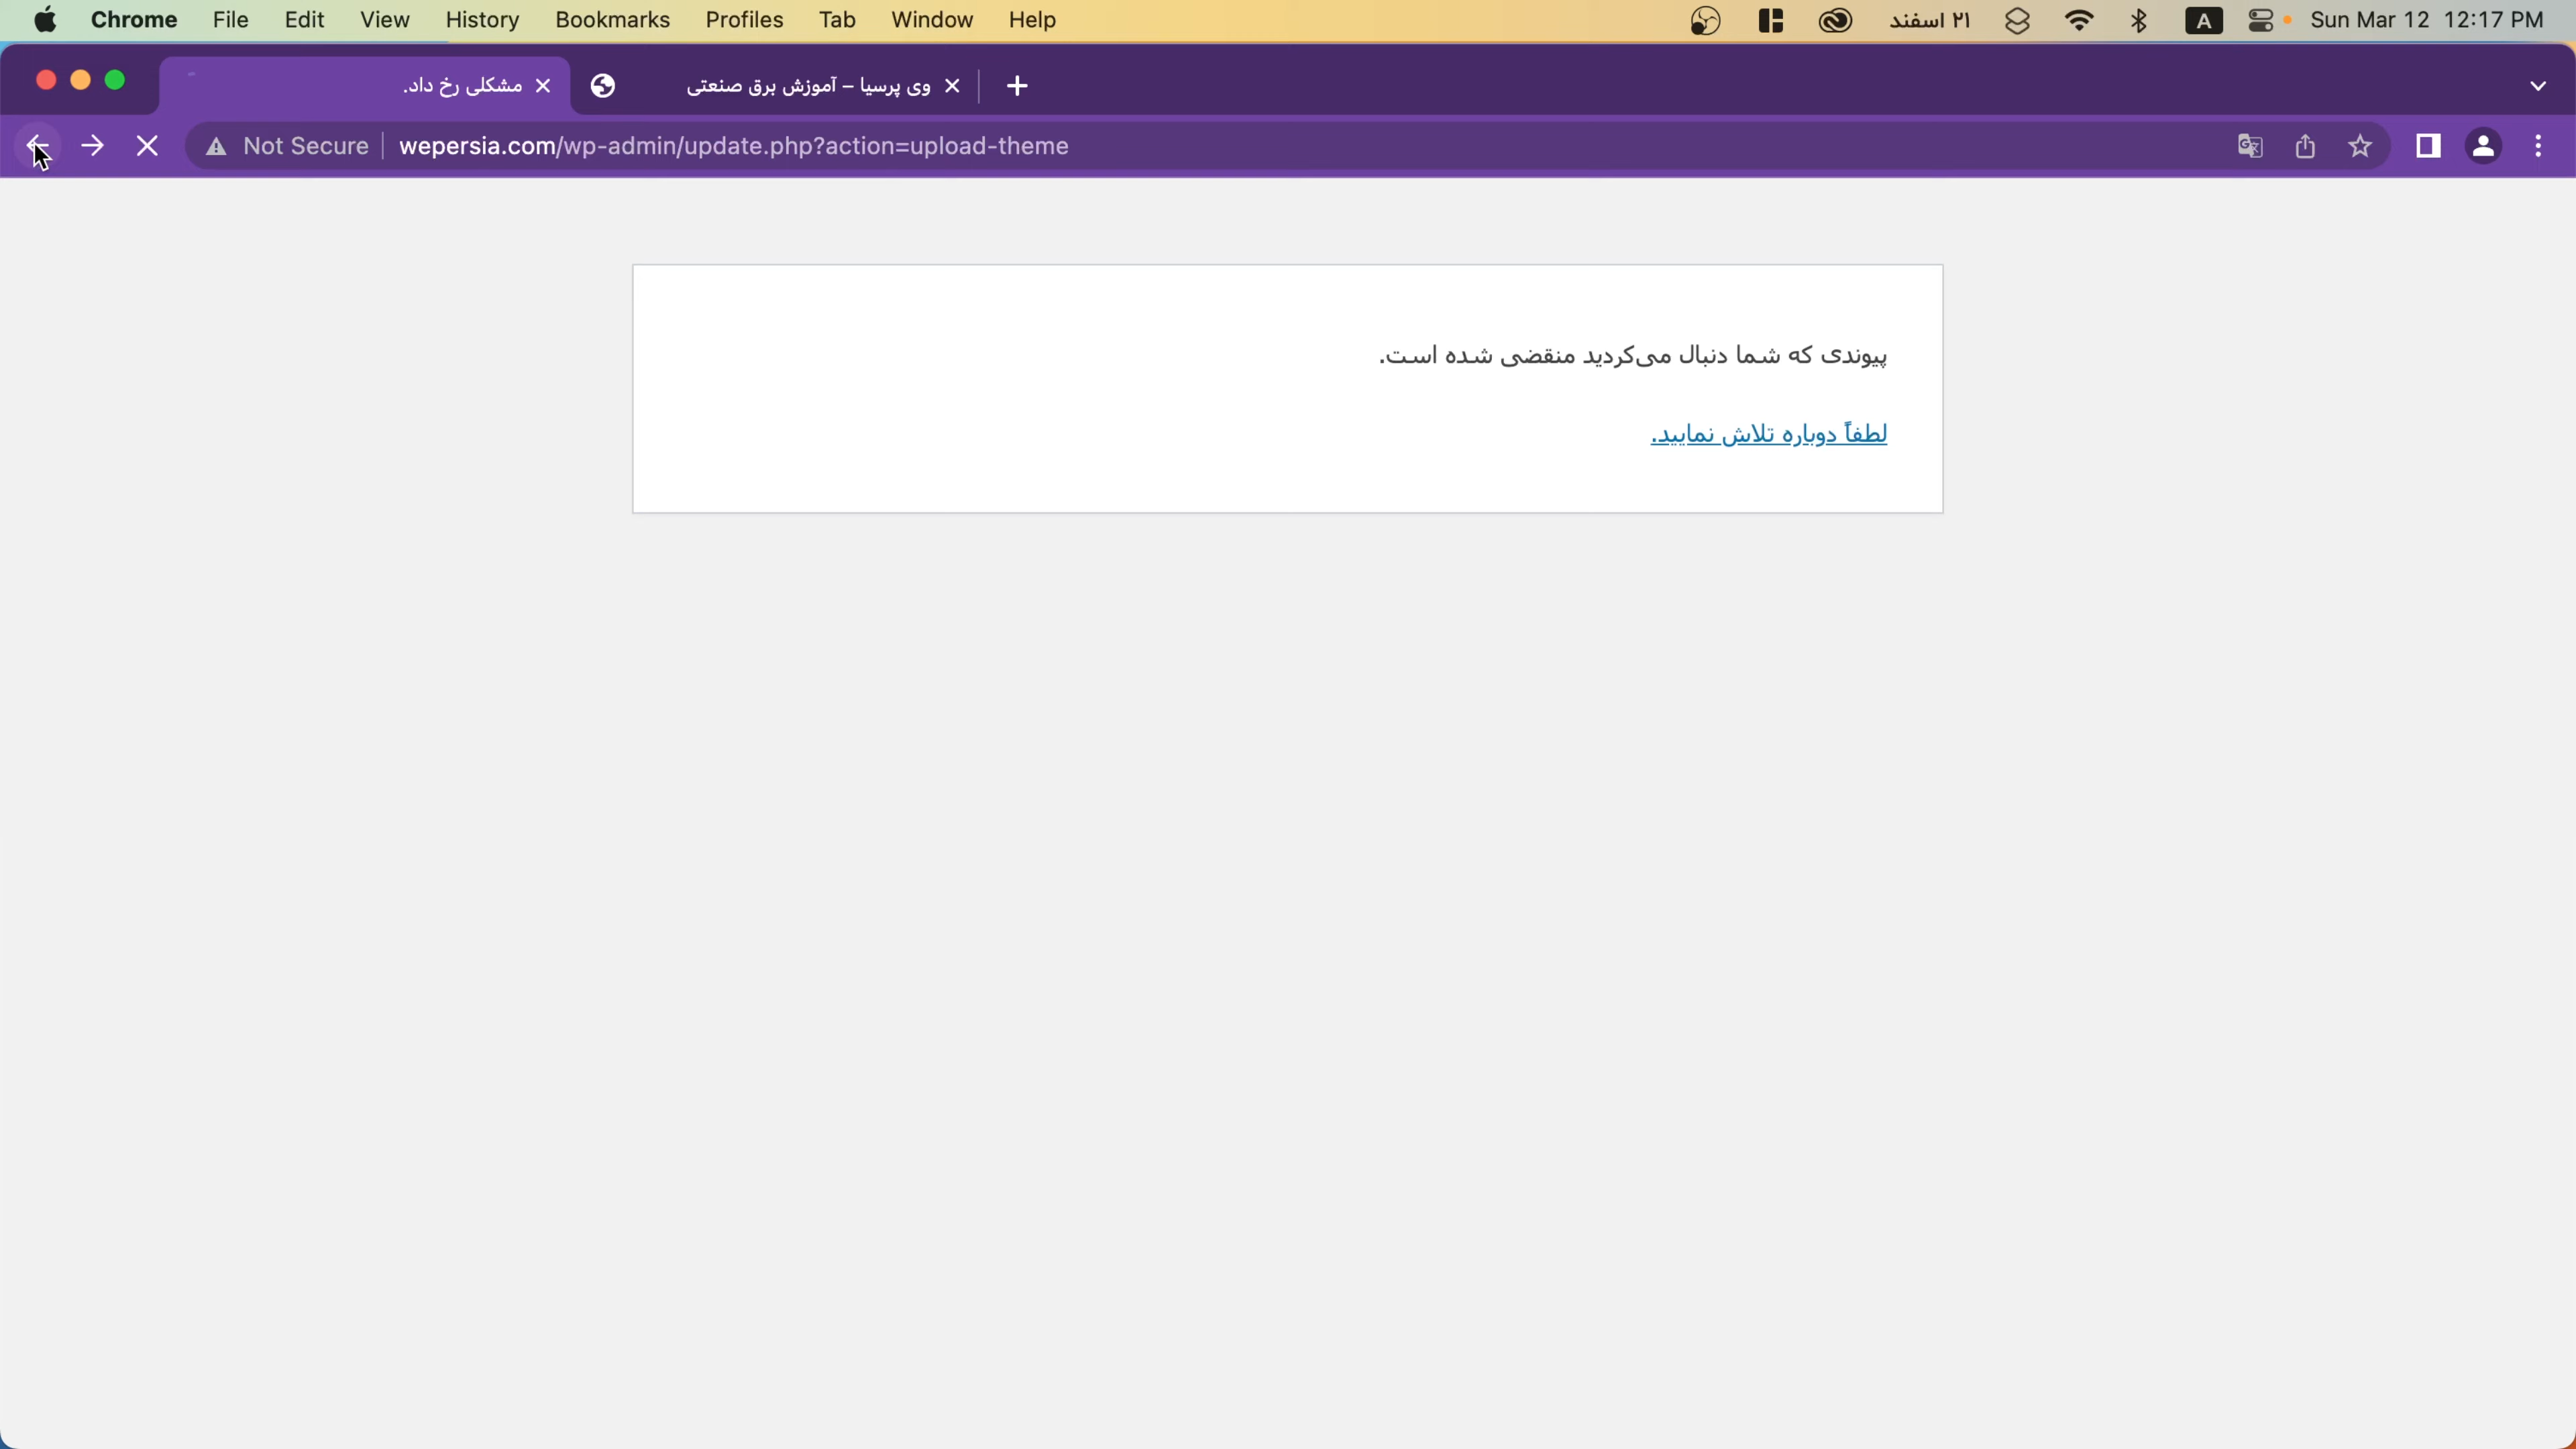 Chrome File Edit View History Bookmarks Profiles Tab Window Help ۲۱ اسفند A Sun Mar 12 12:17 PM
مشکلی رخ داد.
وی پرسیا – آموزش برق صنعتی
Not Secure wepersia.com/wp-admin/update.php?action=upload-theme
پیوندی که شما دنبال می‌کردید منقضی شده است.
لطفاً دوباره تلاش نمایید.